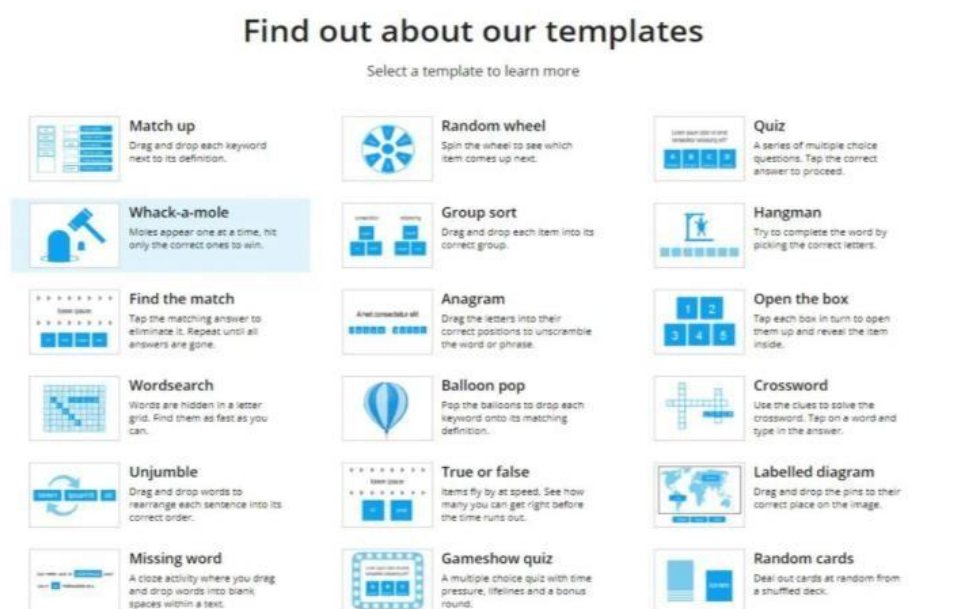 Find out about our templates
Select a template to learn more
Match up
Drag and drop each keyword
next to its definition.
Random wheel
Spin the wheel to see which
item comes up next.
Quiz
A series of multiple choice
questions. Tap the correct
answer to proceed.
A B C D
Whack-a-mole
Moles appear one at a time, hit
only the correct ones to win.
Group sort
Drag and drop each item into its
correct group.
Hangman
Try to complete the word by
picking the correct letters.
Find the match
Tap the matching answer to
eliminate it. Repeat until all
answers are gone.
lorem ipsum
Anagram
Drag the letters into their
correct positions to unscramble
the word or phrase.
Amet consectetur elit
Open the box
Tap each box in turn to open
them up and reveal the item
inside.
1 2
3 4 5
Wordsearch
Words are hidden in a letter
grid. Find them as fast as you
can.
Balloon pop
Pop the balloons to drop each
keyword onto its matching
definition.
Crossword
Use the clues to solve the
crossword. Tap on a word and
type in the answer.
Unjumble
Drag and drop words to
rearrange each sentence into its
correct order.
True or false
Items fly by at speed. See how
many you can get right before
the time runs out.
lorem ipsum
Labelled diagram
Drag and drop the pins to their
correct place on the image.
Missing word
A cloze activity where you drag
and drop words into blank
spaces within a text.
Gameshow quiz
A multiple choice quiz with time
pressure, lifelines and a bonus
round.
Random cards
Deal out cards at random from
a shuffled deck.